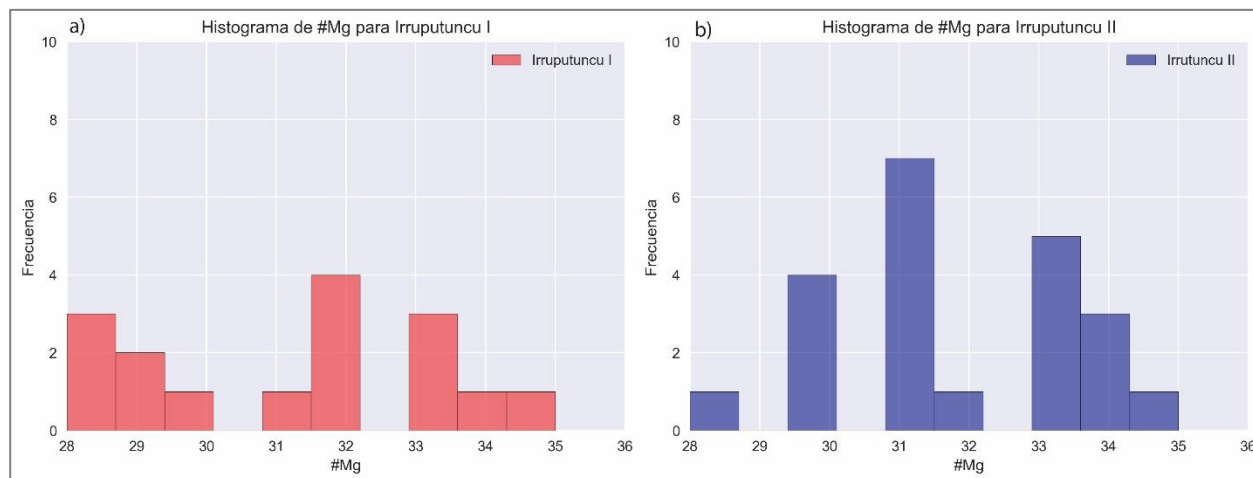 a)
Histograma de #Mg para Irruputuncu I
10
8
6
4
2
0
Frecuencia
Irruputuncu I
28 29 30 31 32 33 34 35 36
#Mg
b)
Histograma de #Mg para Irruputuncu II
10
8
6
4
2
0
Frecuencia
Irrutuncu II
28 29 30 31 32 33 34 35 36
#Mg